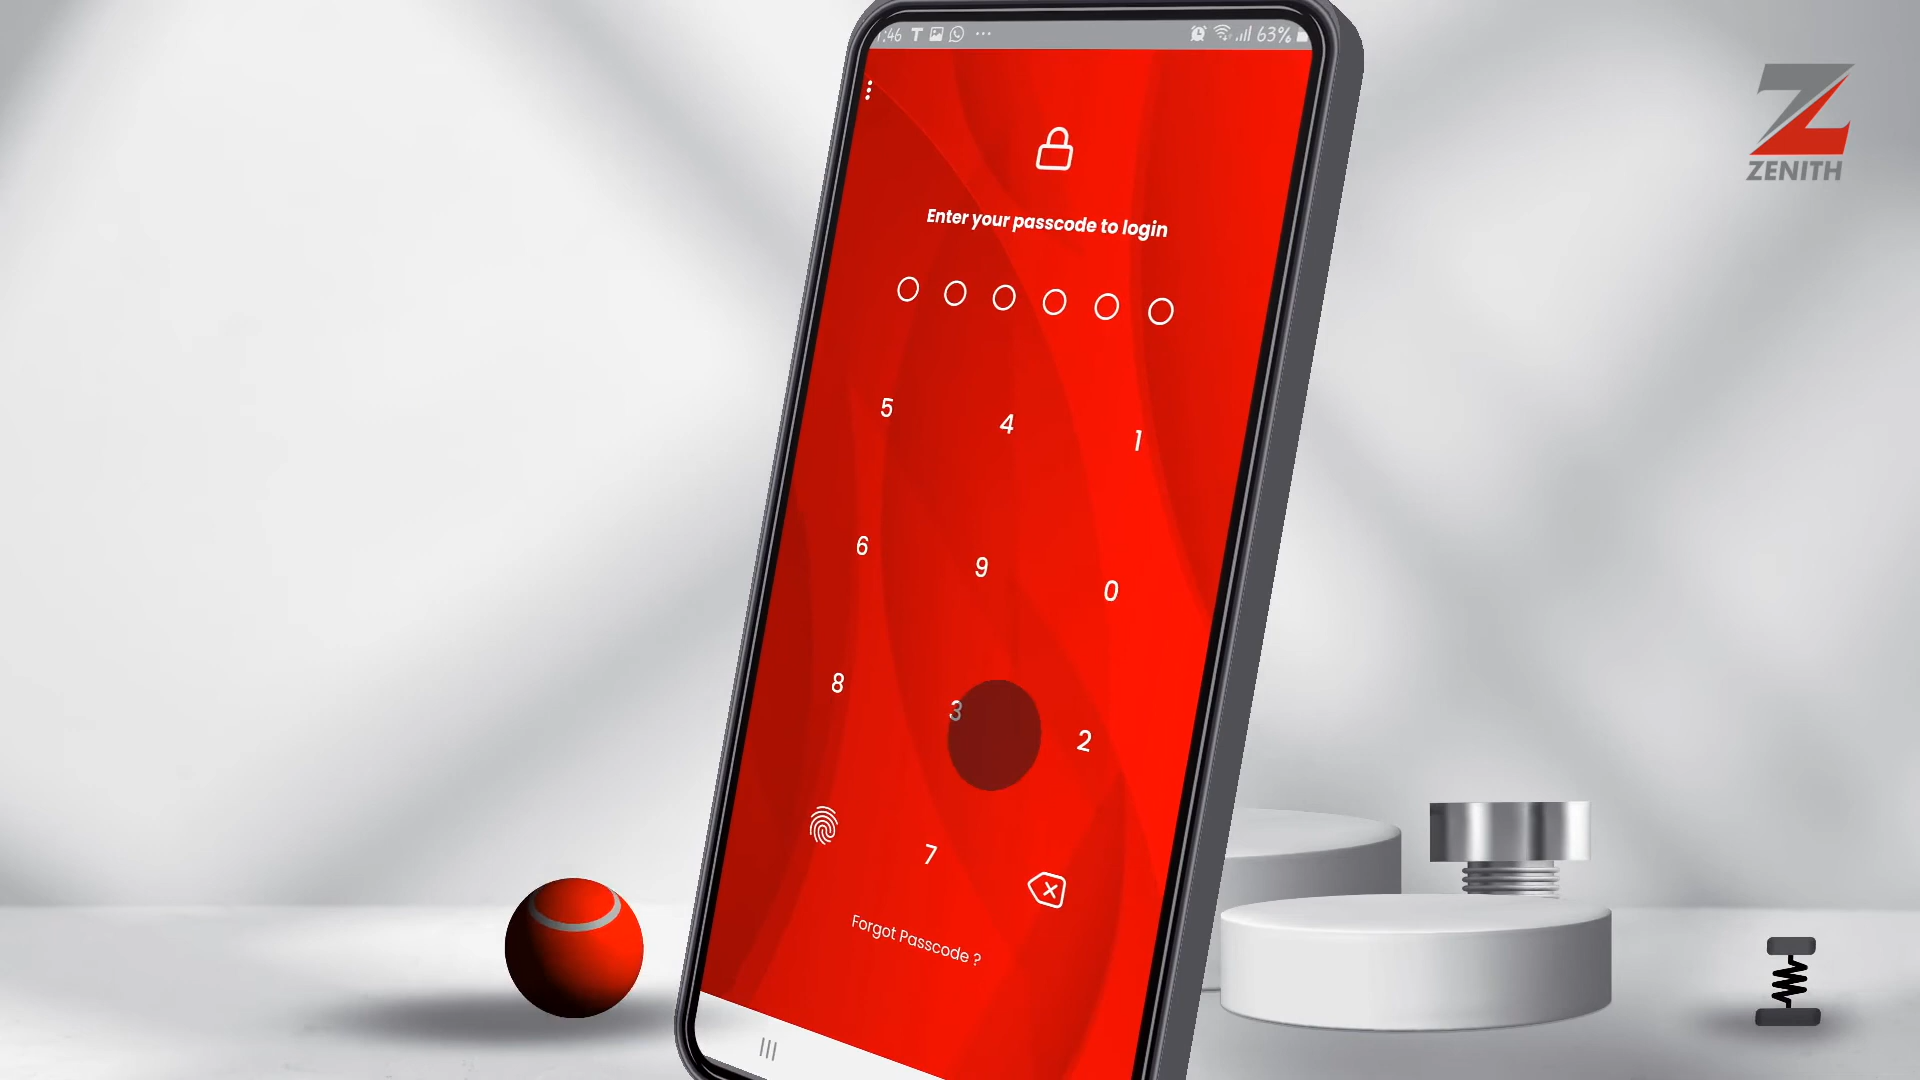 :46 T ... 63%
ZENITH
Enter your passcode to login
5 4 1
6 9 0
8 3 2
7
Forgot Passcode ?